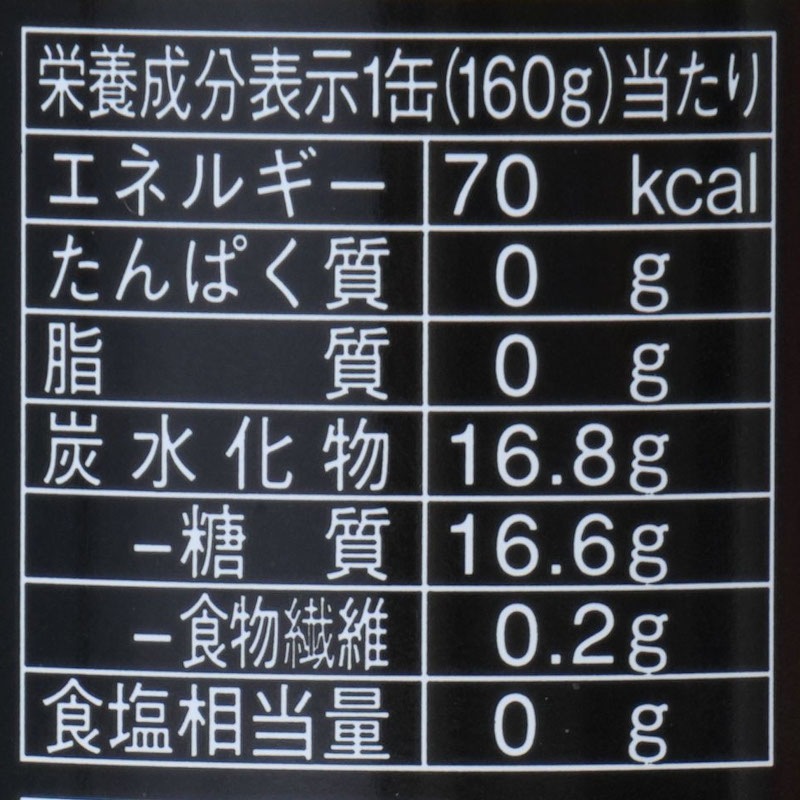 栄養成分表示1缶(160g)当たり
エネルギー 70 kcal
たんぱく質 0 g
脂質 0 g
炭水化物 16.8g
-糖質 16.6g
-食物繊維 0.2g
食塩相当量 0 g